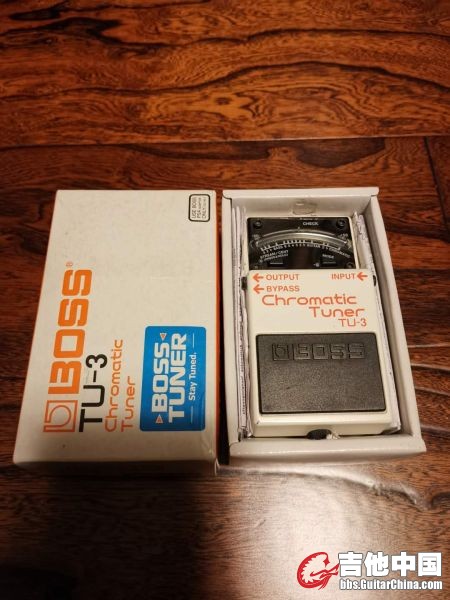 BOSS
TU-3
Chromatic
Tuner
BOSS
TUNER
Stay Tuned.
CHECK
MODE
OUTPUT
INPUT
BYPASS
Chromatic
Tuner
TU-3
BOSS
吉他中国
bbs.GuitarChina.com